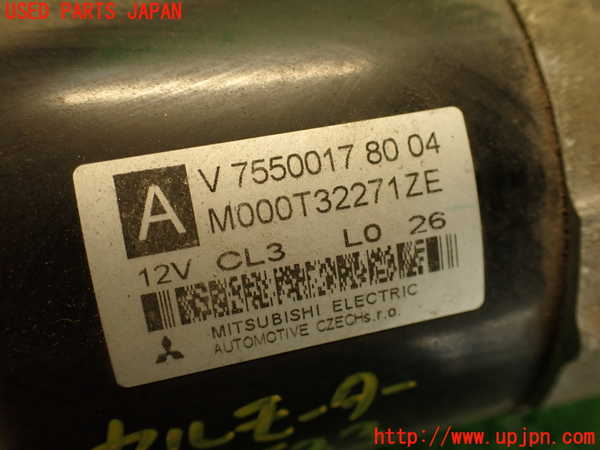 USED PARTS JAPAN
A
V 7550017 80 04
M000T32271ZE
12V CL3 L0 26
MITSUBISHI ELECTRIC
AUTOMOTIVE CZECHs.r.o.
セルモーター
http://www.upjpn.com/